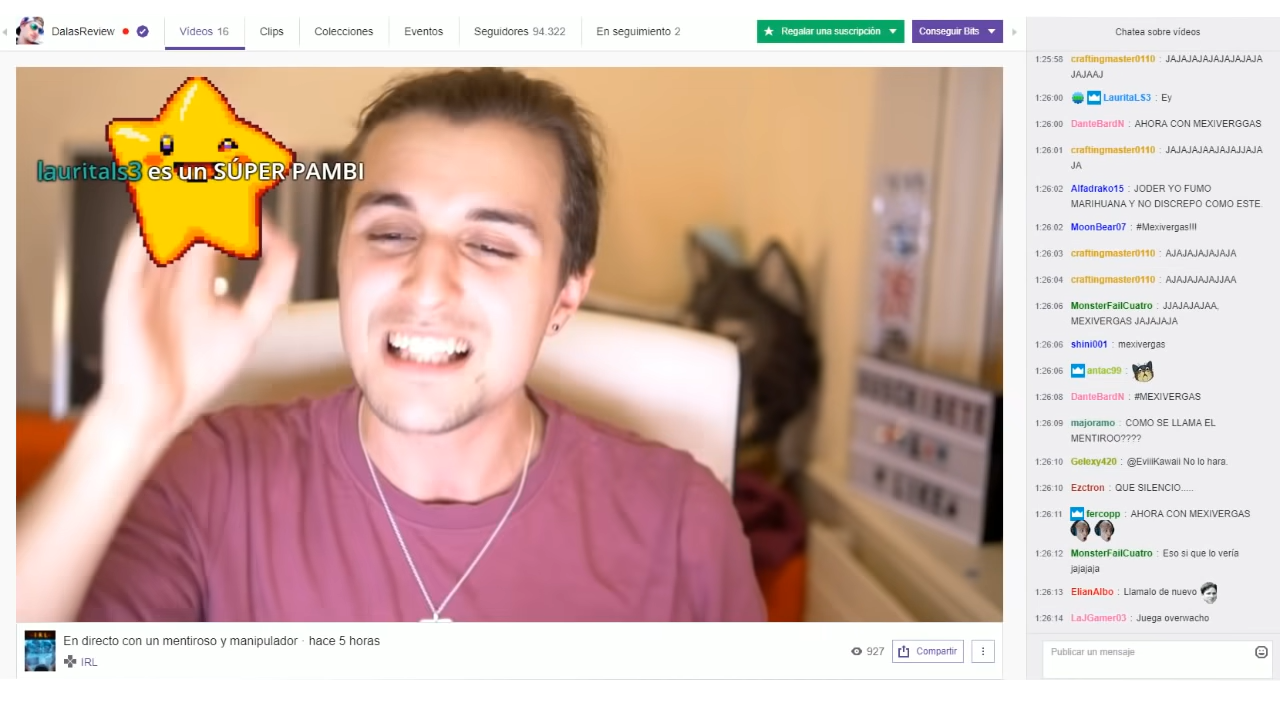 DalasReview
Vídeos 16
Clips
Colecciones
Eventos
Seguidores 94.322
En seguimiento 2
Regalar una suscripción
Conseguir Bits
lauritals3 es un SÚPER PAMBI
SUSCRIBETE
Y LIKEA
IRL
En directo con un mentiroso y manipulador · hace 5 horas
IRL
927
Compartir
Chatea sobre vídeos
1:25:58 craftingmaster0110 : JAJAJAJAJAJAJAJAJA
JAJAAJ
1:26:00 LauritaLS3 : Ey
1:26:00 DanteBardN : AHORA CON MEXIVERGGAS
1:26:01 craftingmaster0110 : JAJAJAJAAJAJAJJAJA
JA
1:26:02 Alfadrako15 : JODER YO FUMO
MARIHUANA Y NO DISCREPO COMO ESTE.
1:26:02 MoonBear07 : #Mexivergas!!!
1:26:03 craftingmaster0110 : AJAJAJAJAJAJA
1:26:04 craftingmaster0110 : AJAJAJAJAJJAA
1:26:06 MonsterFailCuatro : JJAJAJAJAA,
MEXIVERGAS JAJAJAJA
1:26:06 shini001 : mexivergas
1:26:06 antac99 :
1:26:08 DanteBardN : #MEXIVERGAS
1:26:09 majoramo : COMO SE LLAMA EL
MENTIROO????
1:26:10 Gelexy420 : @EviliKawaii No lo hara.
1:26:10 Ezctron : QUE SILENCIO.....
1:26:11 fercopp : AHORA CON MEXIVERGAS
1:26:12 MonsterFailCuatro : Eso si que lo vería
jajajaja
1:26:13 ElianAlbo : Llamalo de nuevo
1:26:14 LaJGamer03 : Juega overwacho
Publicar un mensaje